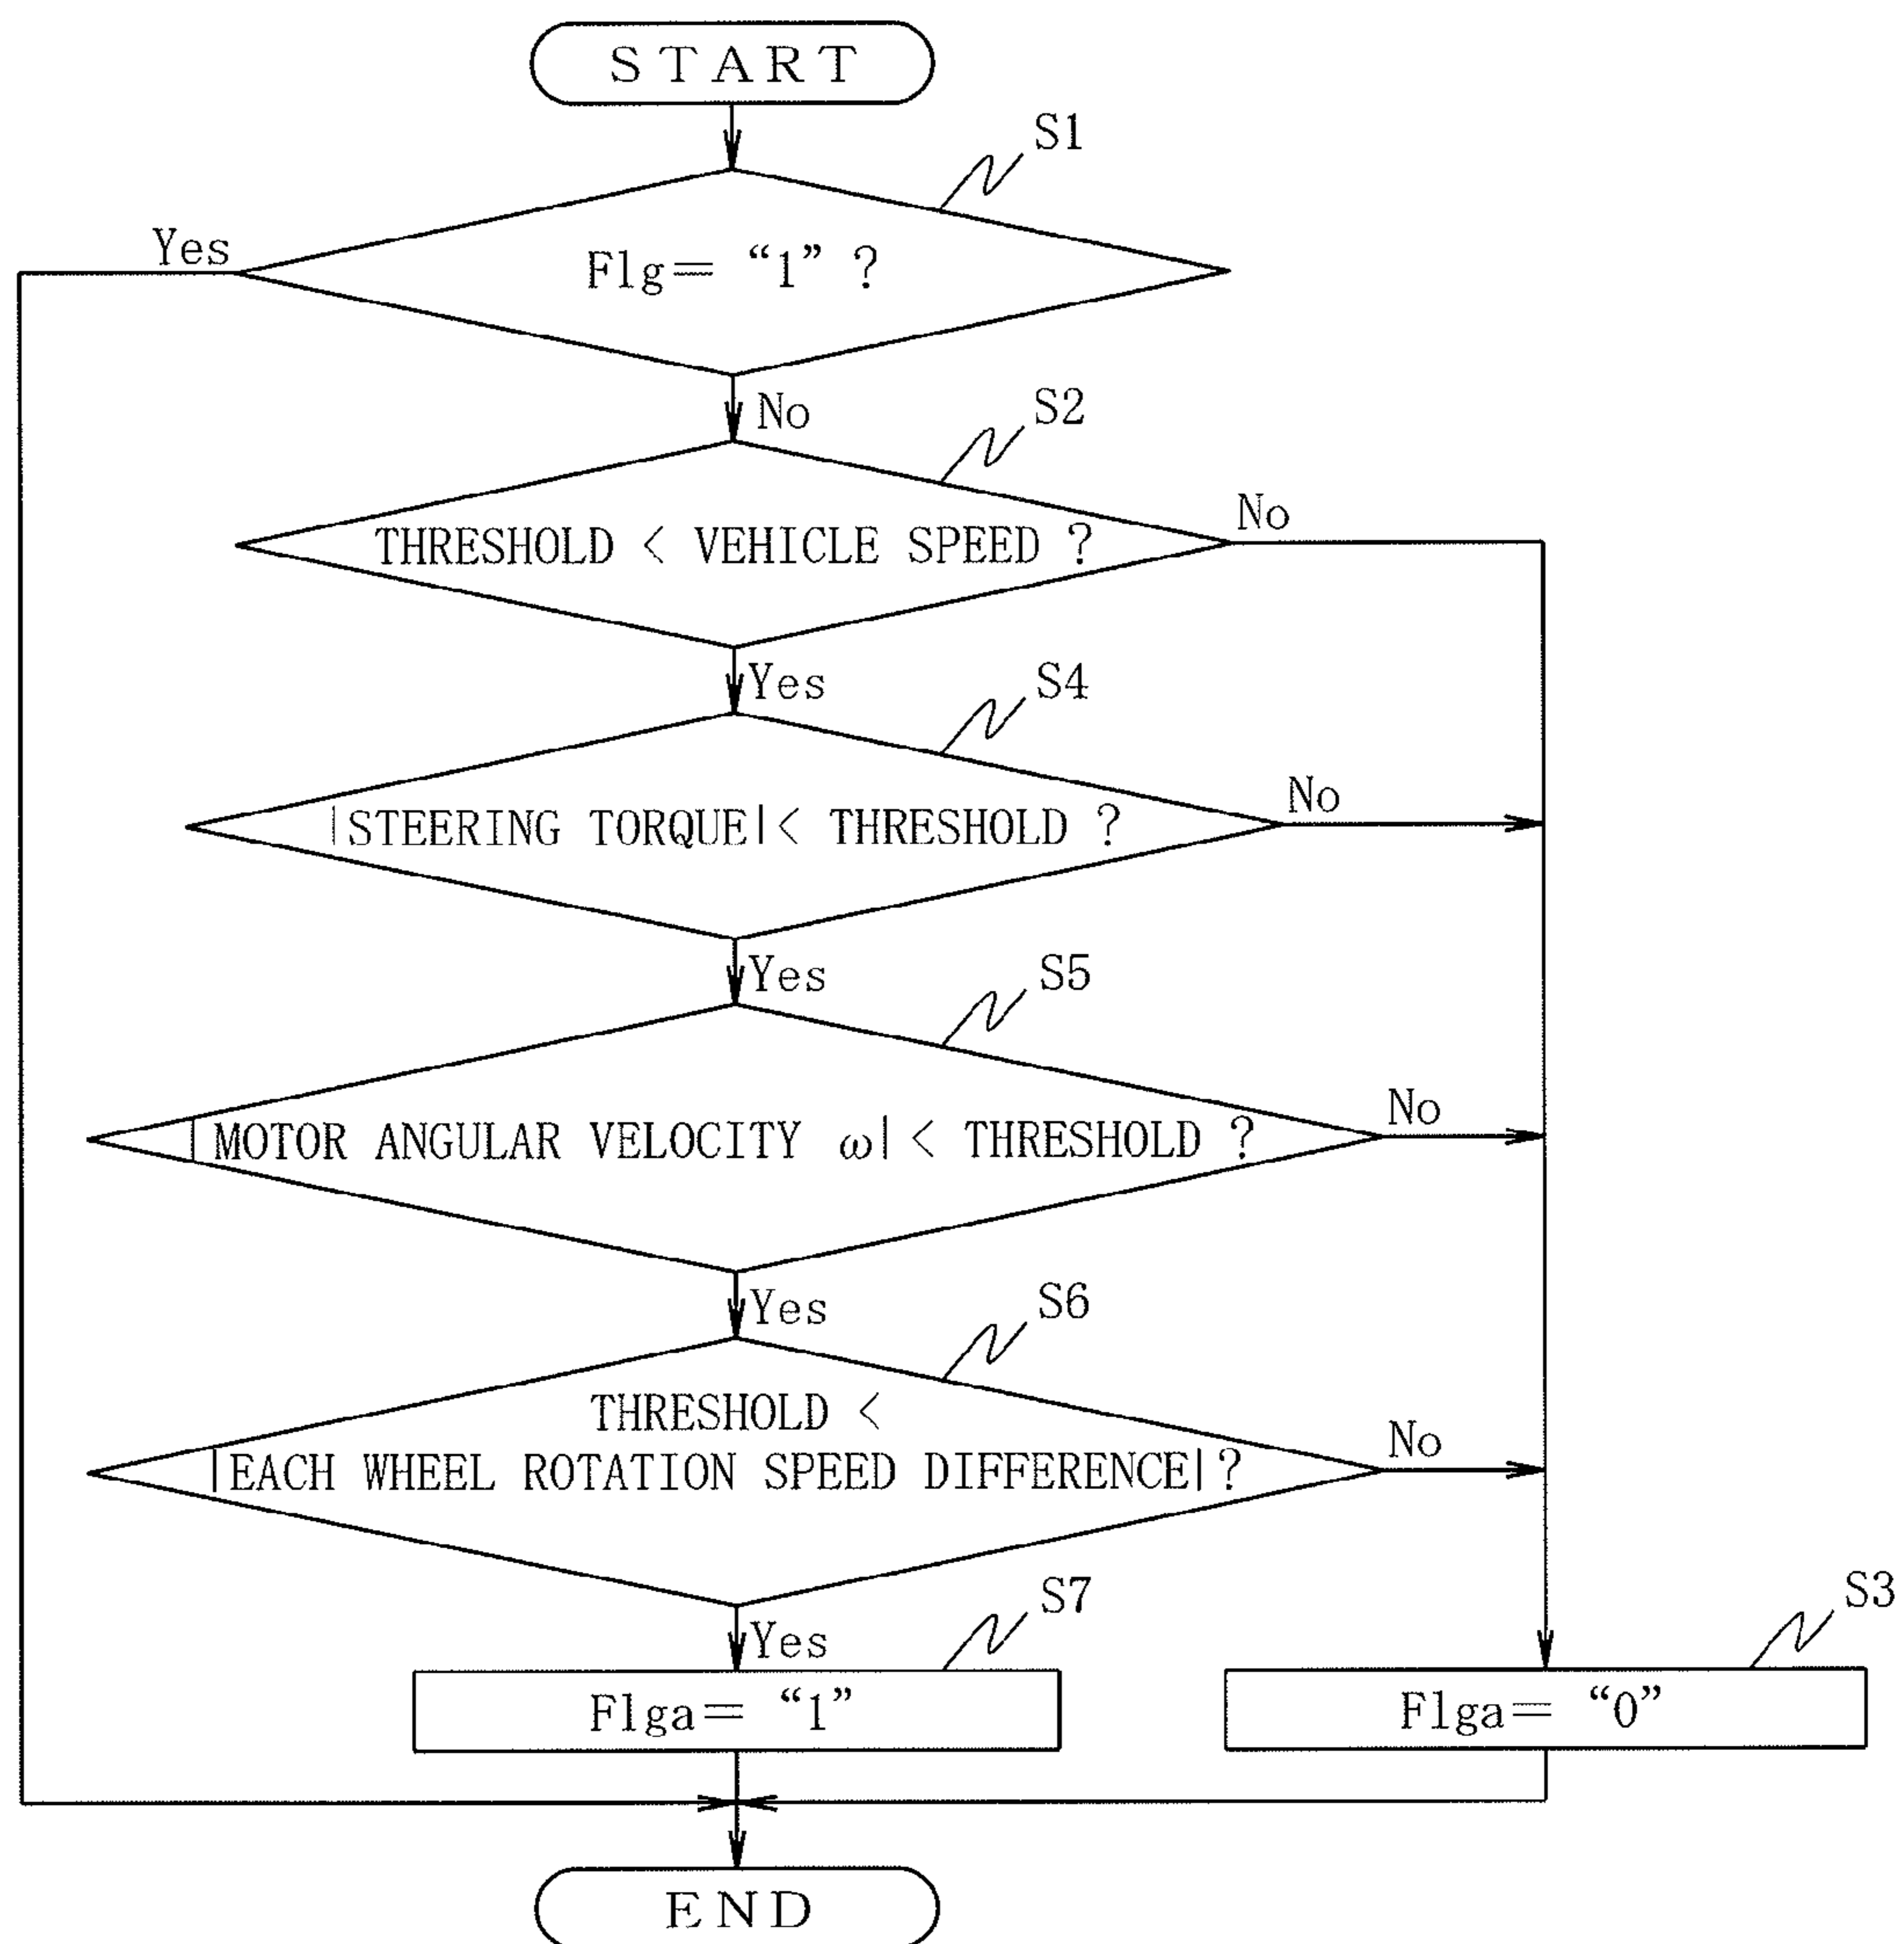 START
S1
Yes
Flg= “1” ?
No
S2
THRESHOLD < VEHICLE SPEED ?
No
Yes
S4
|STEERING TORQUE|< THRESHOLD ?
No
Yes
S5
|MOTOR ANGULAR VELOCITY ω| < THRESHOLD ?
No
Yes
S6
THRESHOLD <
|EACH WHEEL ROTATION SPEED DIFFERENCE|?
No
Yes
S7
S3
Flga= “1”
Flga= “0”
END